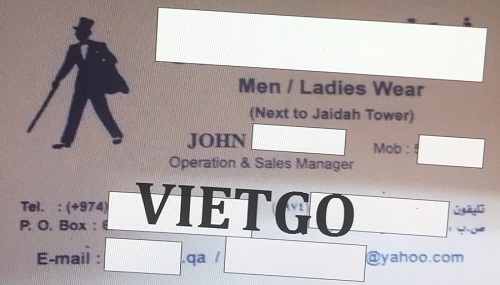 Men / Ladies Wear
(Next to Jaidah Tower)
JOHN
Mob :
Operation & Sales Manager
Tel. : (+974) تليفون
P. O. Box : ص.ب
VIETGO
E-mail : .qa / @yahoo.com